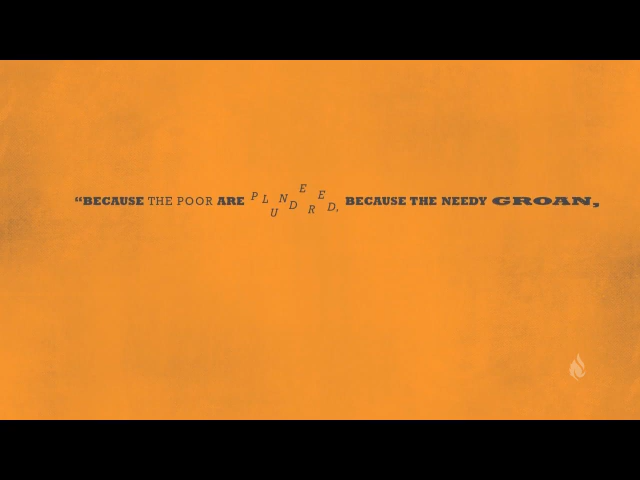 “BECAUSE THE POOR ARE PLUNDERED, BECAUSE THE NEEDY GROAN,